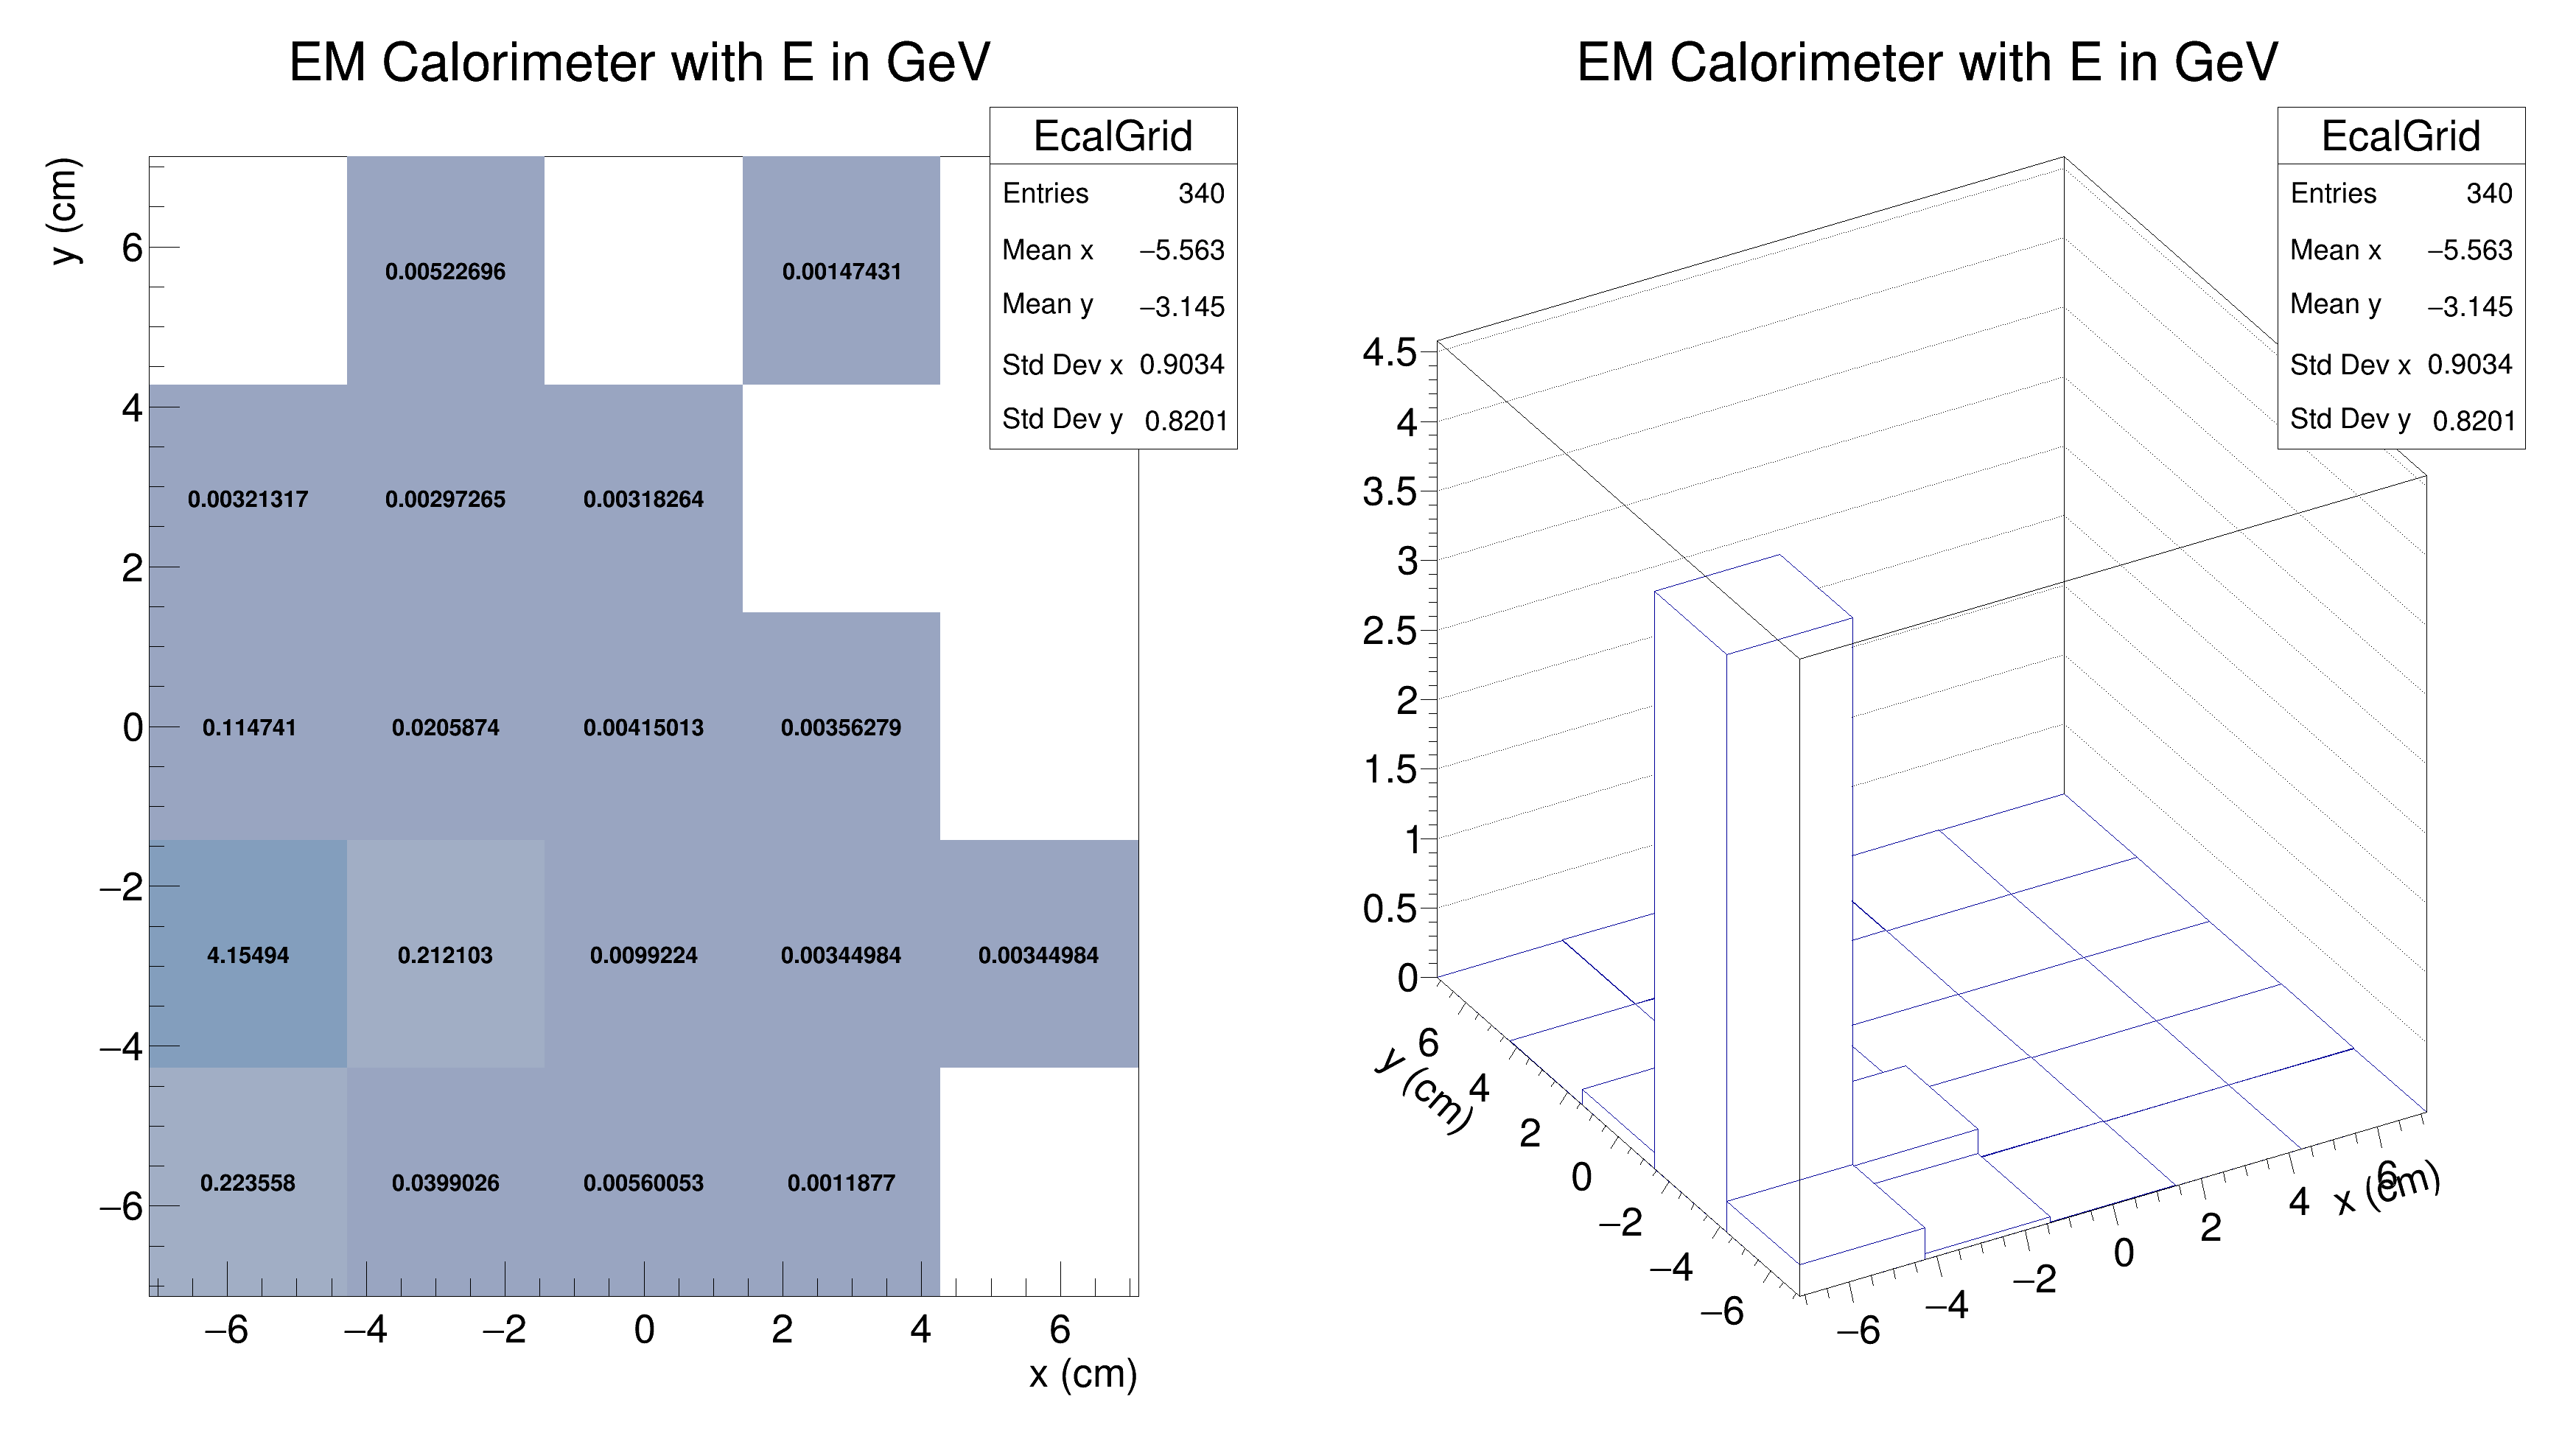 EM Calorimeter with E in GeV
EcalGrid
Entries 340
Mean x −5.563
Mean y −3.145
Std Dev x 0.9034
Std Dev y 0.8201
y (cm)
6
4
2
0
−2
−4
−6
0.00522696 0.00147431
0.00321317 0.00297265 0.00318264
0.114741 0.0205874 0.00415013 0.00356279
4.15494 0.212103 0.0099224 0.00344984 0.00344984
0.223558 0.0399026 0.00560053 0.0011877
−6 −4 −2 0 2 4 6
x (cm)
EM Calorimeter with E in GeV
EcalGrid
Entries 340
Mean x −5.563
Mean y −3.145
Std Dev x 0.9034
Std Dev y 0.8201
4.5
4
3.5
3
2.5
2
1.5
1
0.5
0
6
4
2
0
−2
−4
−6
y (cm)
−6 −4 −2 0 2 4 6
x (cm)